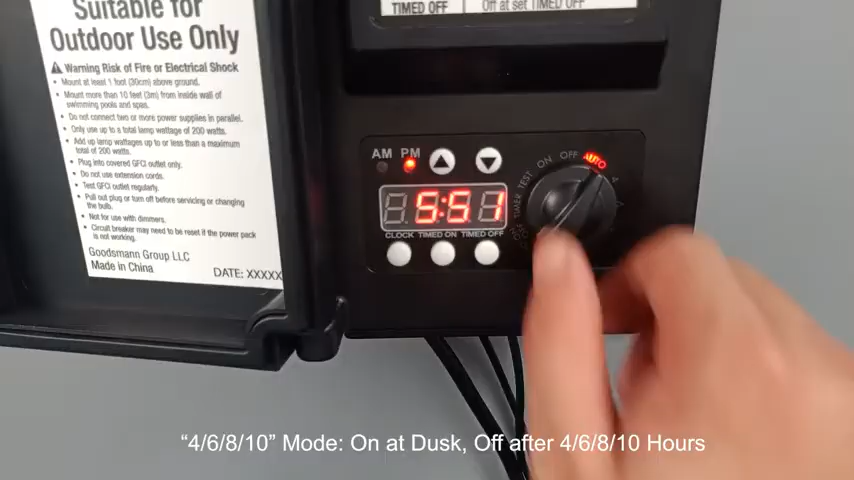 Suitable for
Outdoor Use Only
Warning Risk of Fire or Electrical Shock
• Mount at least 1 foot (30cm) above ground.
• Mount more than 10 feet (3m) from inside wall of
swimming pools and spas.
• Do not connect two or more power supplies in parallel.
• Only use up to a total lamp wattage of 200 watts.
• Add up lamp wattages up to or less than a maximum
total of 200 watts.
• Plug into covered GFCI outlet only.
• Do not use extension cords.
• Test GFCI outlet regularly.
• Pull out plug or turn off before servicing or changing
the bulb.
• Not for use with dimmers.
• Circuit breaker may need to be reset if the power pack
is not working.
Goodsmann Group LLC
Made in China
DATE: XXXXX
TIMED OFF
Off at set TIMED OFF
AM PM
5:51
CLOCK TIMED ON TIMED OFF
TIMER TEST ON OFF AUTO
4
“4/6/8/10” Mode: On at Dusk, Off after 4/6/8/10 Hours